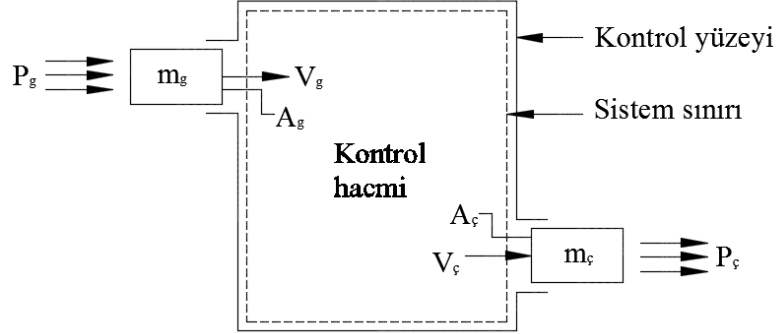 Kontrol yüzeyi
Pg
mg
Vg
Ag
Sistem sınırı
Kontrol
hacmi
Aç
Vç
mç
Pç